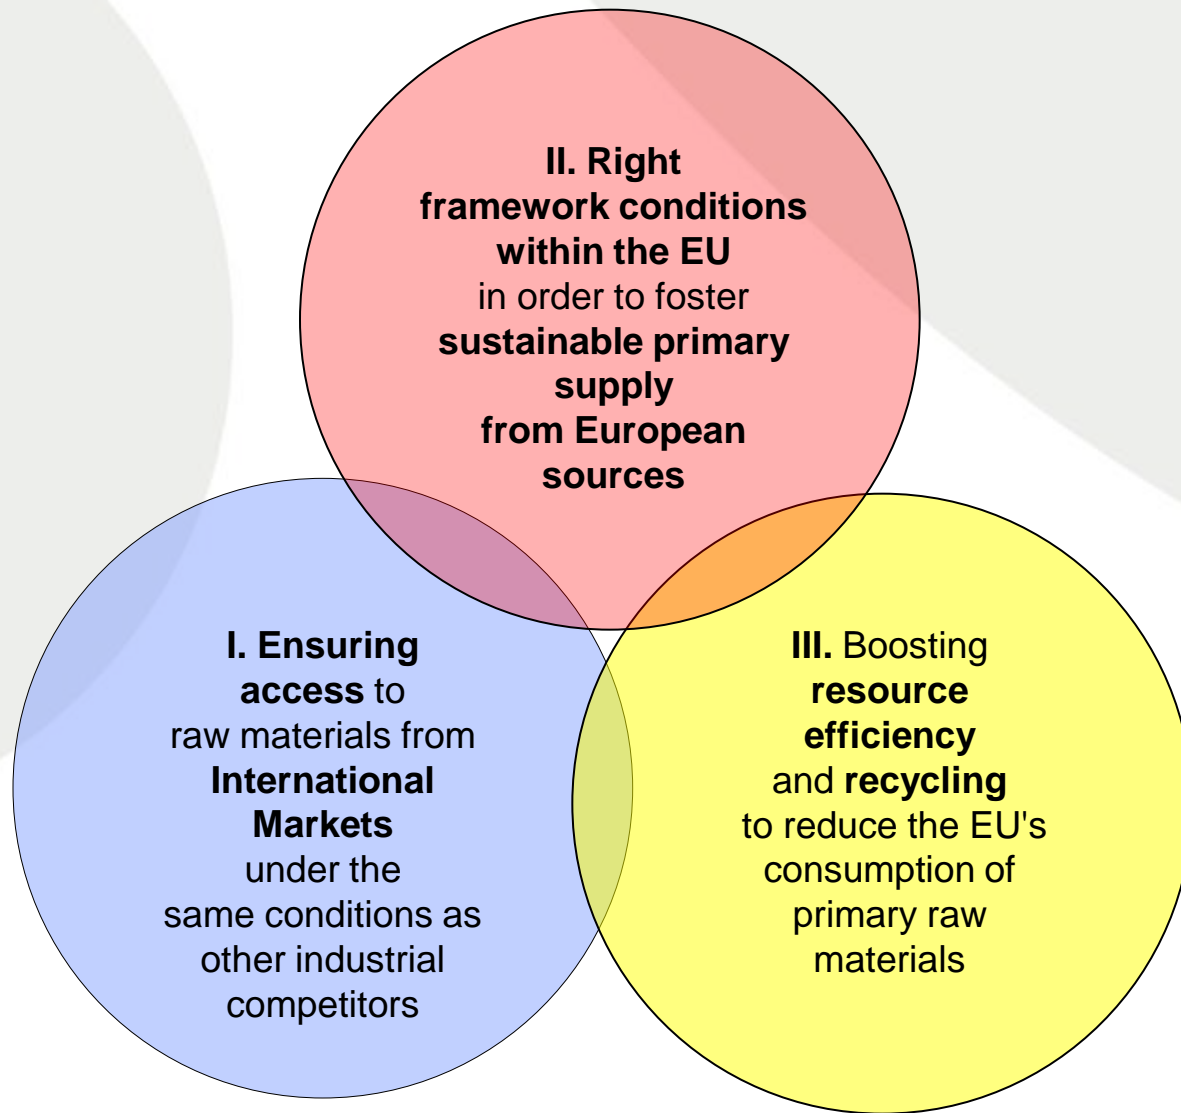 II. Right
framework conditions
within the EU
in order to foster
sustainable primary
supply
from European
sources
I. Ensuring
access to
raw materials from
International
Markets
under the
same conditions as
other industrial
competitors
III. Boosting
resource
efficiency
and recycling
to reduce the EU's
consumption of
primary raw
materials